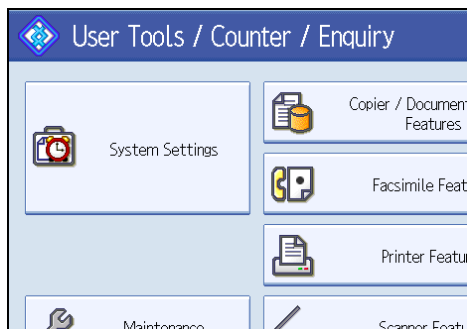 User Tools / Counter / Enquiry
System Settings
Copier / Document
Features
Facsimile Feat
Printer Featu
Maintenance
Scanner Featu